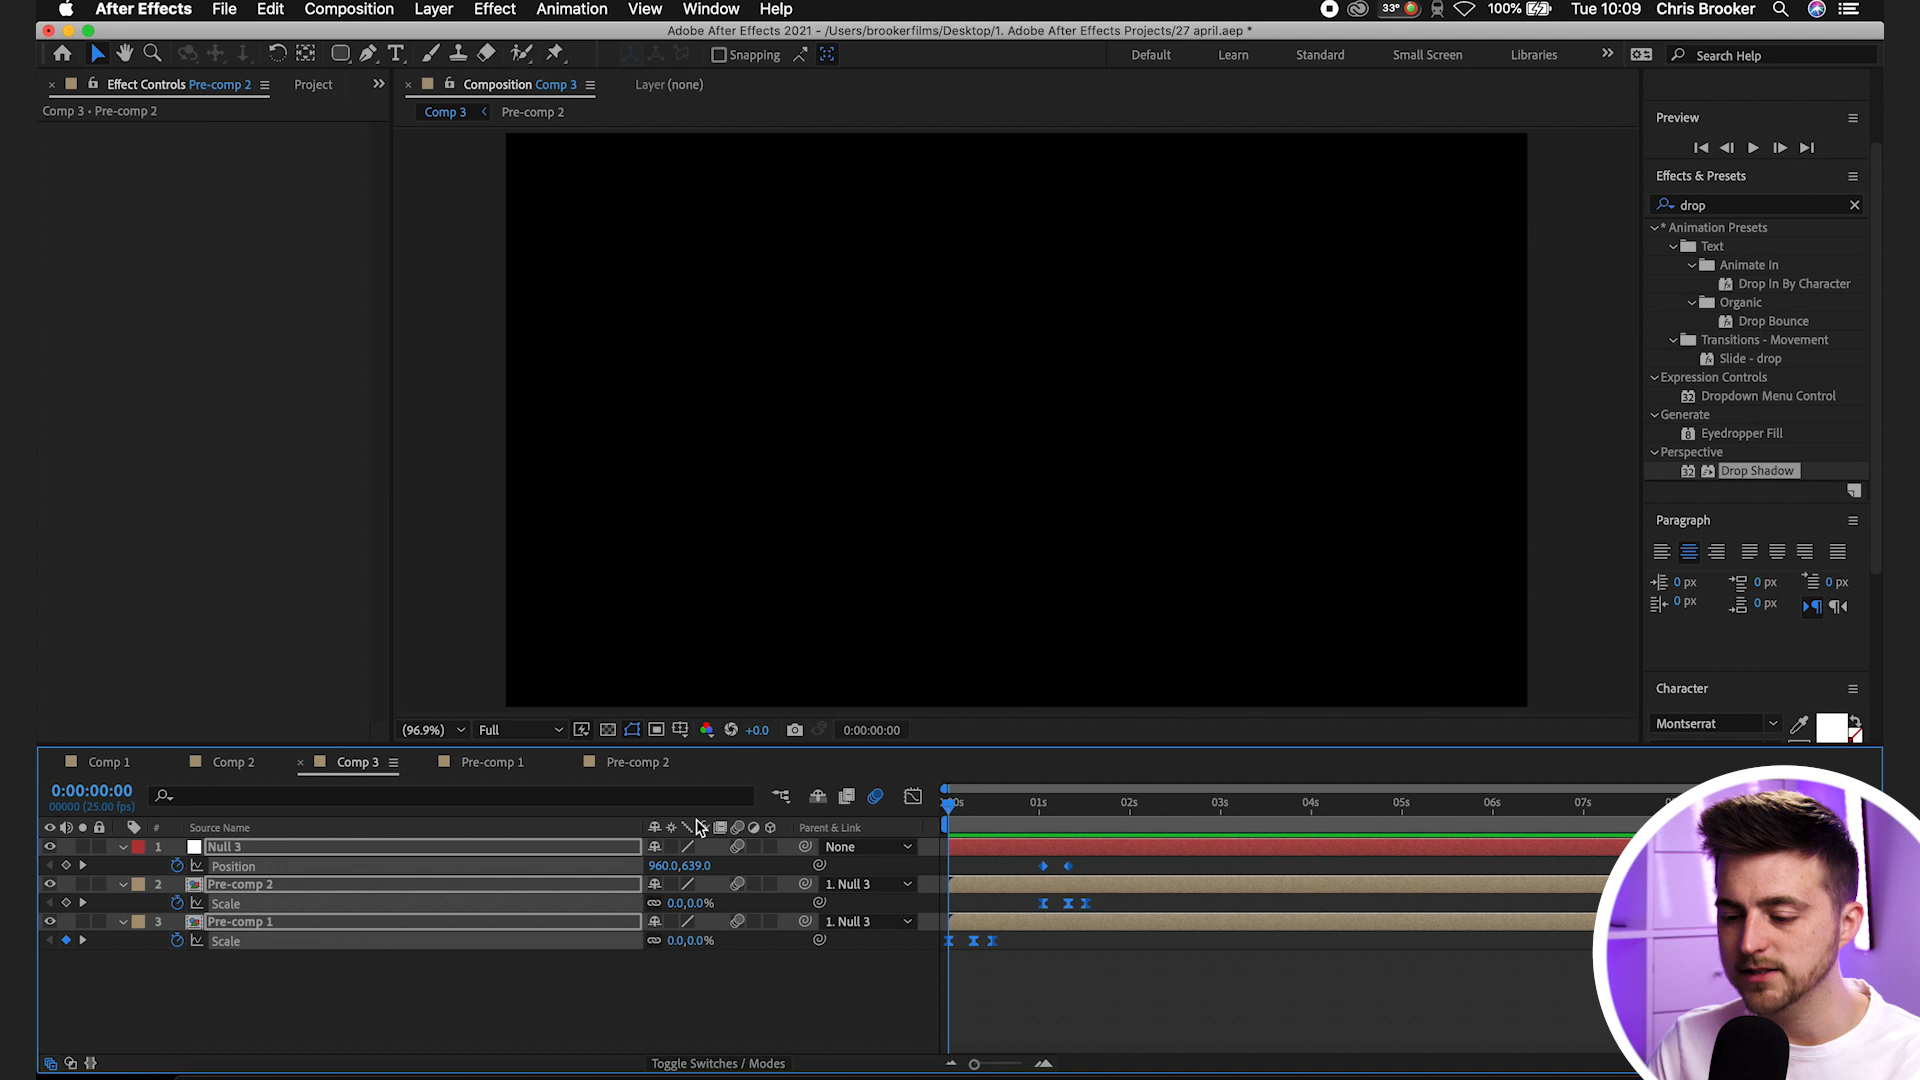 After Effects File Edit Composition Layer Effect Animation View Window Help 33° 100% Tue 10:09 Chris Brooker
Adobe After Effects 2021 - /Users/brookerfilms/Desktop/1. Adobe After Effects Projects/27 april.aep *
Snapping Default Learn Standard Small Screen Libraries Search Help
Effect Controls Pre-comp 2 Project Composition Comp 3 Layer (none)
Comp 3 • Pre-comp 2 Comp 3 Pre-comp 2
Preview
Effects & Presets
drop
* Animation Presets
Text
Animate In
Drop In By Character
Organic
Drop Bounce
Transitions - Movement
Slide - drop
Expression Controls
Dropdown Menu Control
Generate
Eyedropper Fill
Perspective
Drop Shadow
Paragraph
0 px 0 px 0 px
0 px 0 px
Character
Montserrat
(96.9%) Full +0.0 0:00:00:00
Comp 1 Comp 2 Comp 3 Pre-comp 1 Pre-comp 2
0:00:00:00
00000 (25.00 fps)
# Source Name Parent & Link
01s 02s 03s 04s 05s 06s 07s
1 Null 3 None
Position 960.0,639.0
2 Pre-comp 2 1. Null 3
Scale 0.0,0.0%
3 Pre-comp 1 1. Null 3
Scale 0.0,0.0%
Toggle Switches / Modes